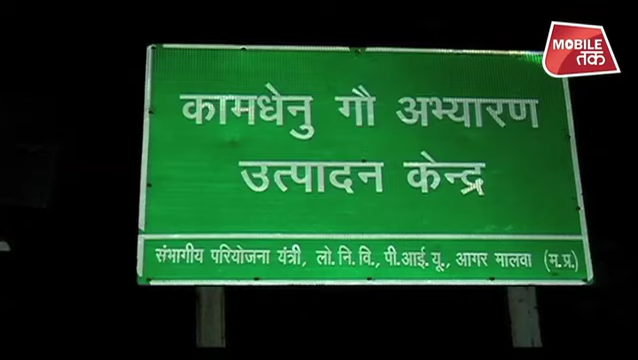 MOBILE
तक
कामधेनु गौ अभ्यारण
उत्पादन केन्द्र
संभागीय परियोजना यंत्री, लो. नि. वि., पी. आई. यू., आगर मालवा (म. प्र.)